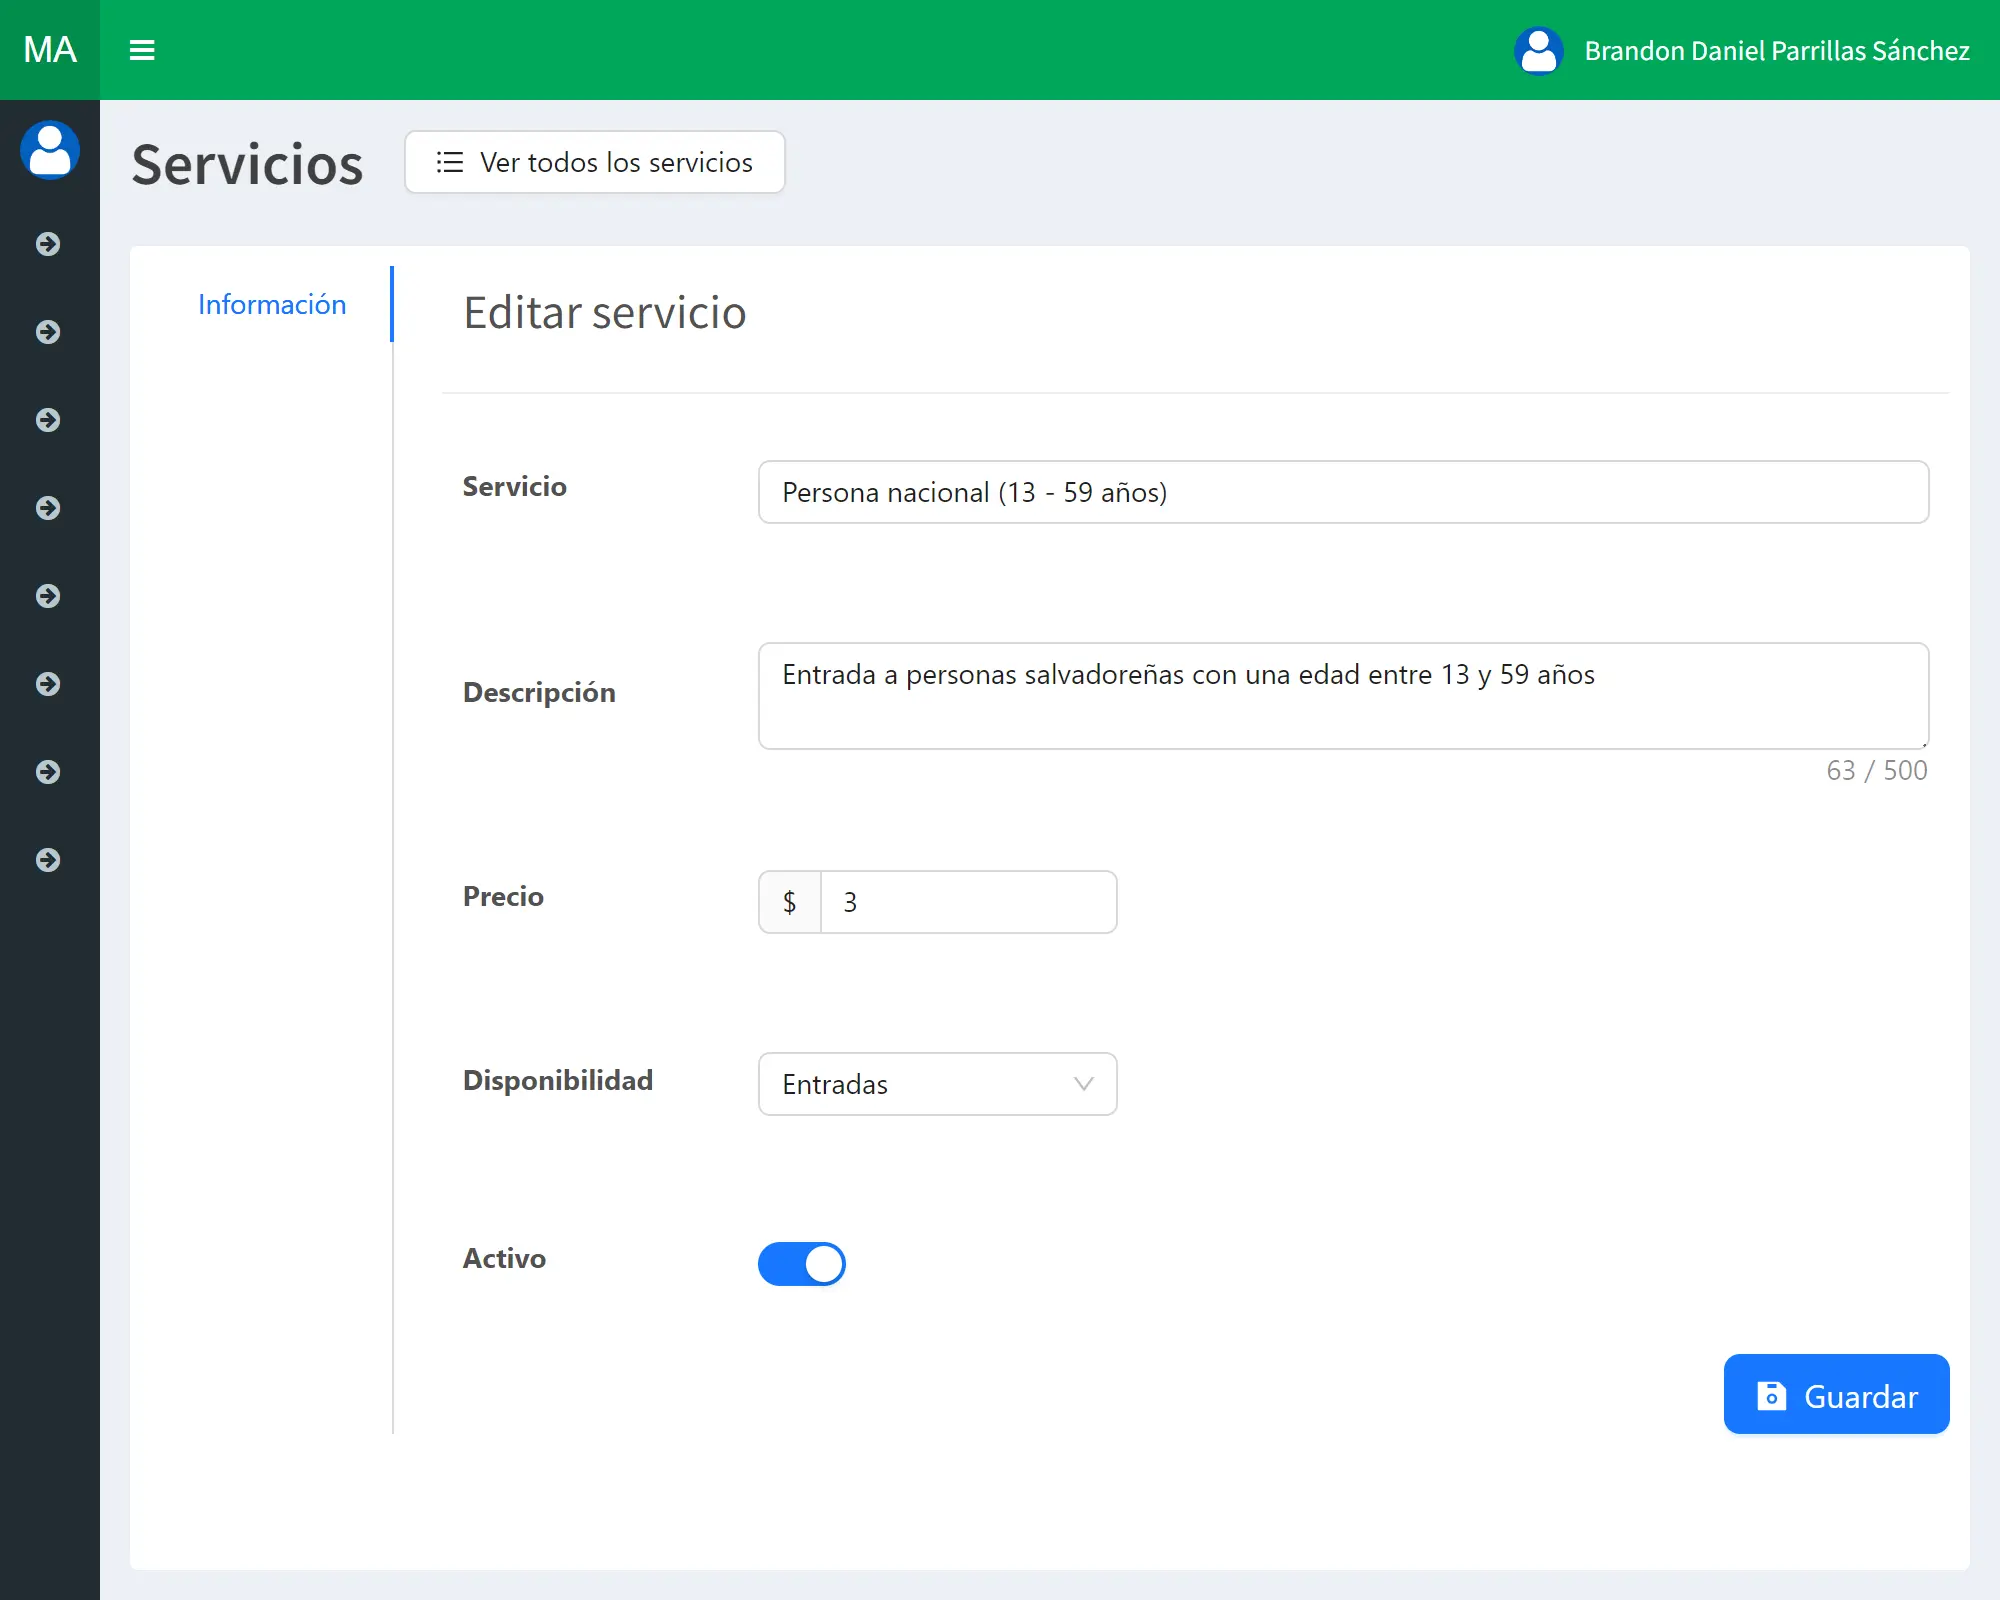 MA
Brandon Daniel Parrillas Sánchez
Servicios
Ver todos los servicios
Información
Editar servicio
Servicio
Persona nacional (13 - 59 años)
Descripción
Entrada a personas salvadoreñas con una edad entre 13 y 59 años
63 / 500
Precio
$ 3
Disponibilidad
Entradas
Activo
Guardar